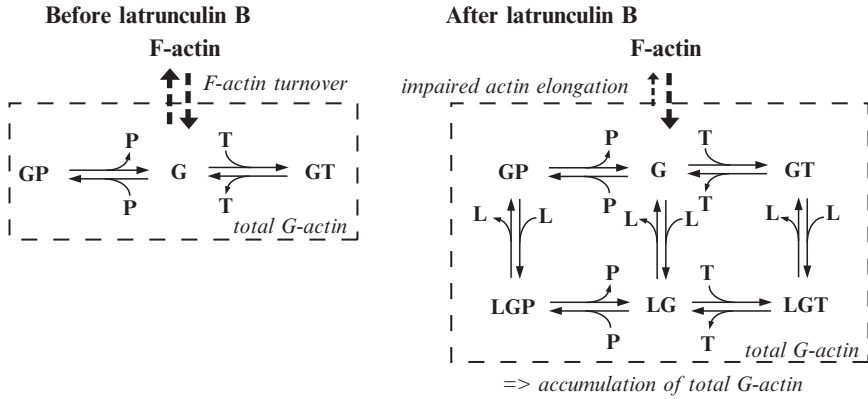 Before latrunculin B
F-actin
F-actin turnover
P
T
GP
G
GT
P
T
total G-actin
After latrunculin B
F-actin
impaired actin elongation
P
T
GP
G
GT
P
T
L
L
L
L
L
L
P
T
LGP
LG
LGT
P
T
total G-actin
=> accumulation of total G-actin